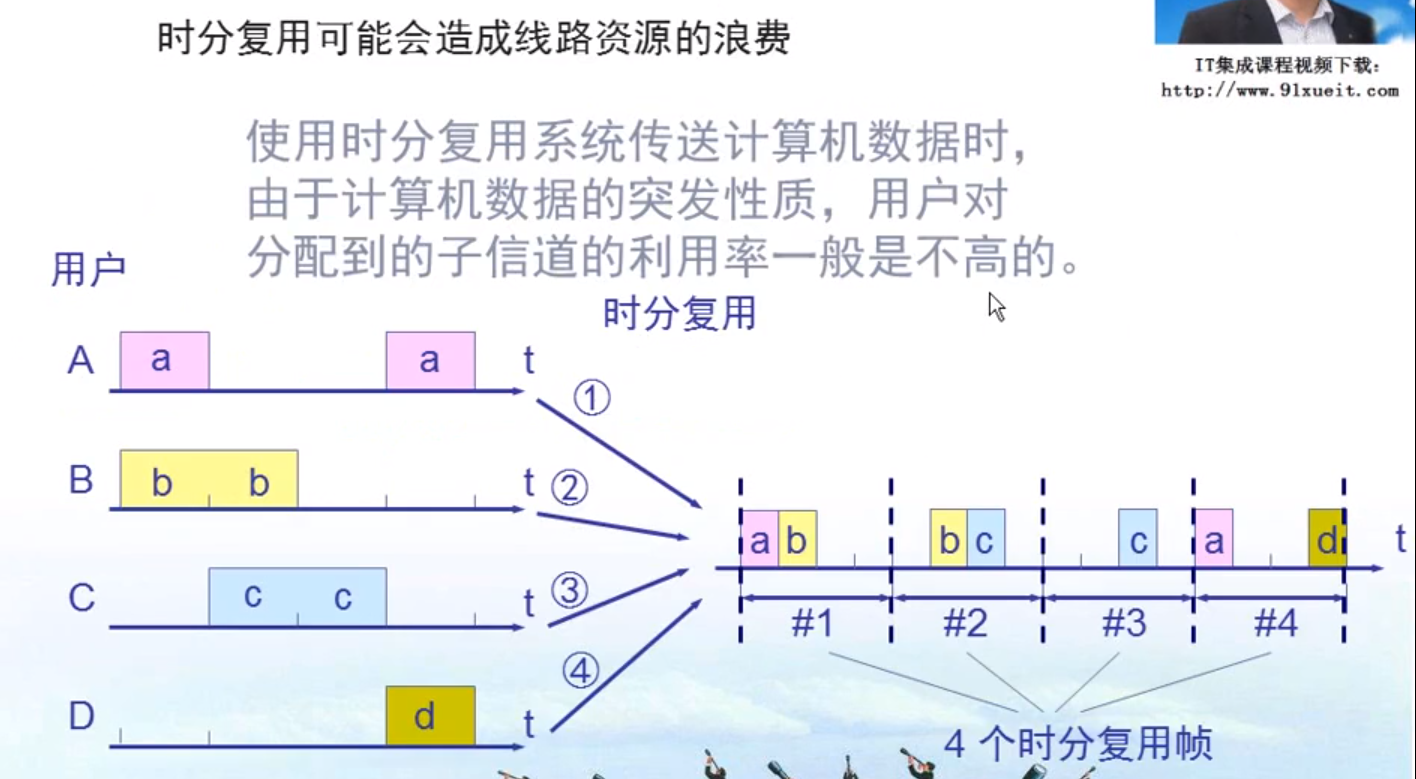 时分复用可能会造成线路资源的浪费
IT集成课程视频下载：
http://www.91xueit.com
使用时分复用系统传送计算机数据时，
由于计算机数据的突发性质，用户对
分配到的子信道的利用率一般是不高的。
用户
时分复用
A a a t
①
B b b t ②
C c c t ③
D d t ④
a b b c c a d t
#1 #2 #3 #4
4 个时分复用帧